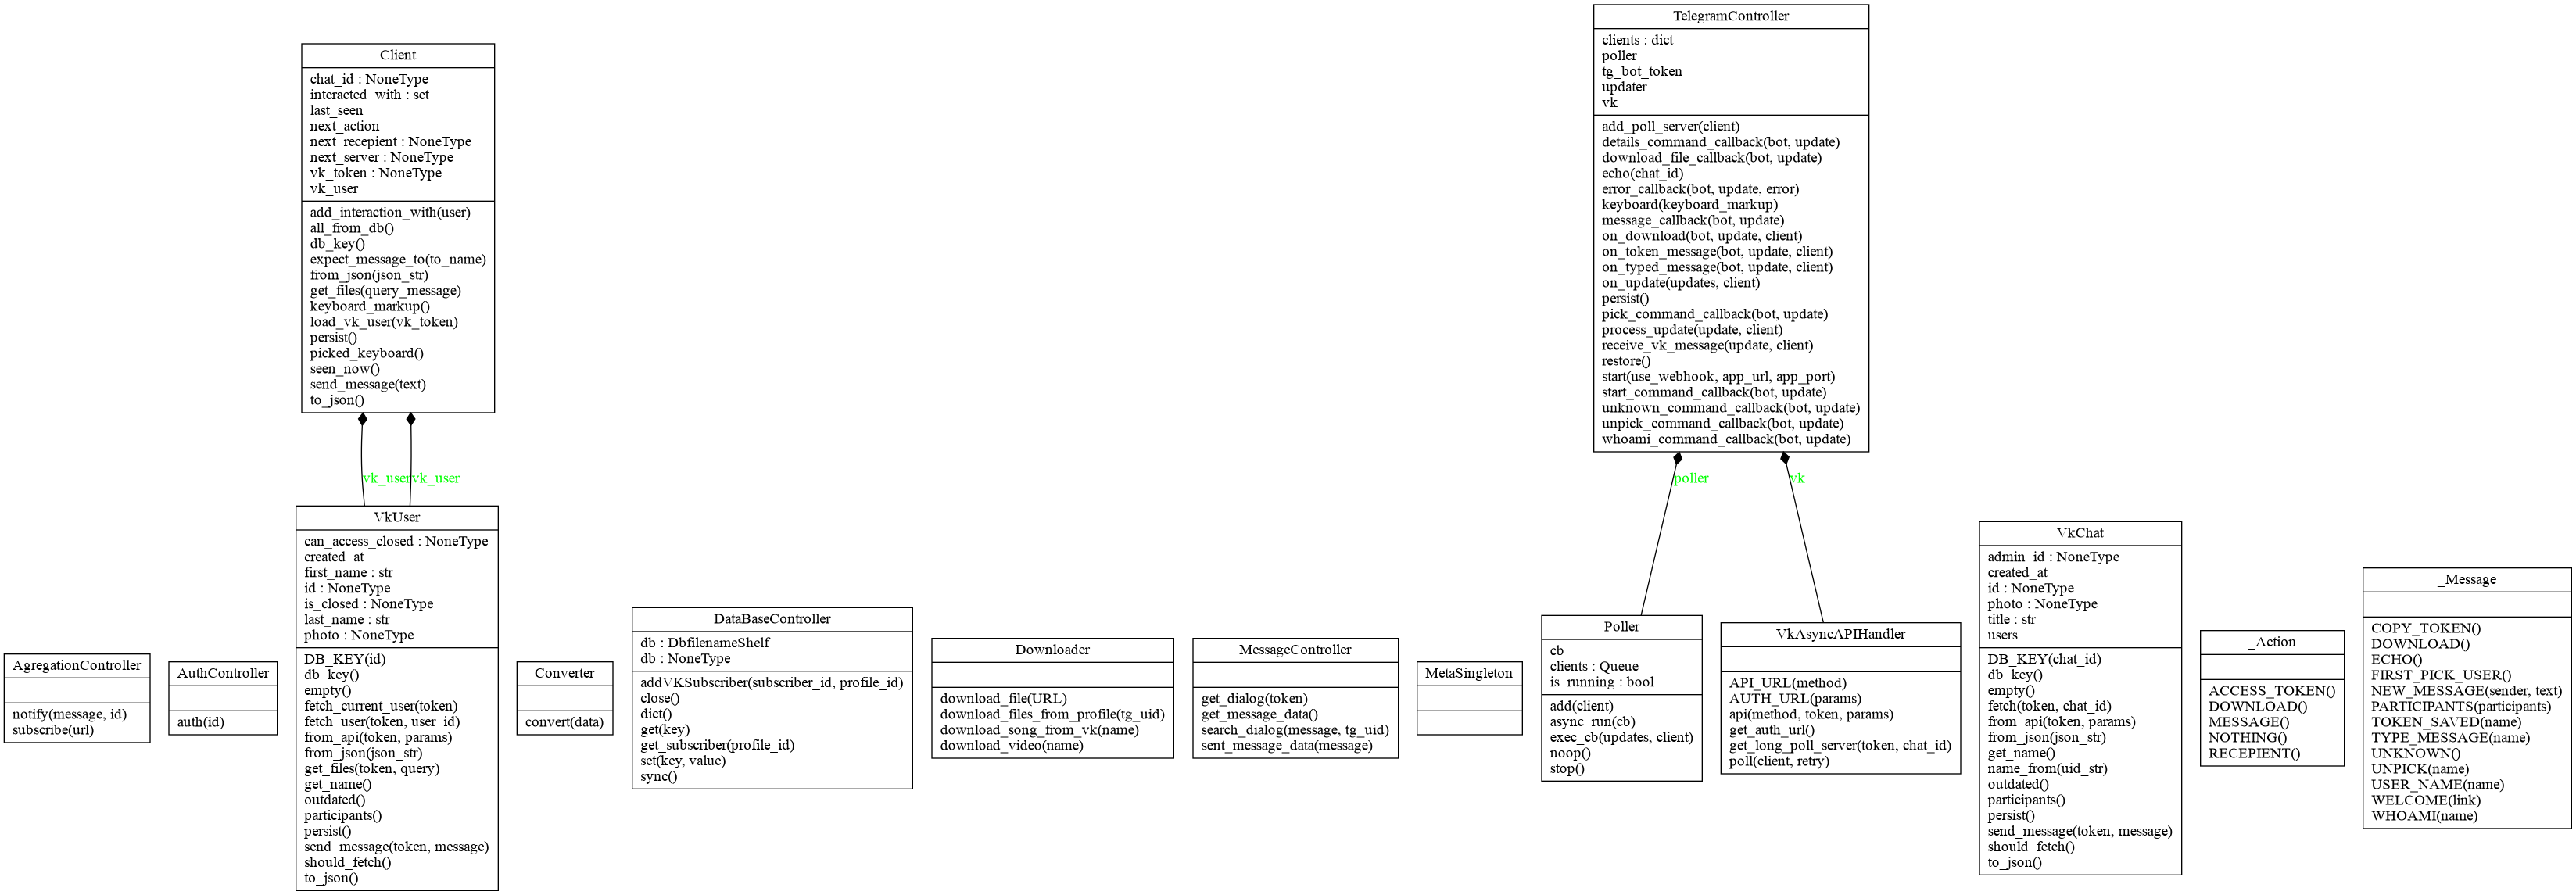 Client
chat_id : NoneType
interacted_with : set
last_seen
next_action
next_recepient : NoneType
next_server : NoneType
vk_token : NoneType
vk_user
add_interaction_with(user)
all_from_db()
db_key()
expect_message_to(to_name)
from_json(json_str)
get_files(query_message)
keyboard_markup()
load_vk_user(vk_token)
persist()
picked_keyboard()
seen_now()
send_message(text)
to_json()
TelegramController
clients : dict
poller
tg_bot_token
updater
vk
add_poll_server(client)
details_command_callback(bot, update)
download_file_callback(bot, update)
echo(chat_id)
error_callback(bot, update, error)
keyboard(keyboard_markup)
message_callback(bot, update)
on_download(bot, update, client)
on_token_message(bot, update, client)
on_typed_message(bot, update, client)
on_update(updates, client)
persist()
pick_command_callback(bot, update)
process_update(update, client)
receive_vk_message(update, client)
restore()
start(use_webhook, app_url, app_port)
start_command_callback(bot, update)
unknown_command_callback(bot, update)
unpick_command_callback(bot, update)
whoami_command_callback(bot, update)
vk_user
vk_user
poller
vk
AgregationController
notify(message, id)
subscribe(url)
AuthController
auth(id)
VkUser
can_access_closed : NoneType
created_at
first_name : str
id : NoneType
is_closed : NoneType
last_name : str
photo : NoneType
DB_KEY(id)
db_key()
empty()
fetch_current_user(token)
fetch_user(token, user_id)
from_api(token, params)
from_json(json_str)
get_files(token, query)
get_name()
outdated()
participants()
persist()
send_message(token, message)
should_fetch()
to_json()
Converter
convert(data)
DataBaseController
db : DbfilenameShelf
db : NoneType
addVKSubscriber(subscriber_id, profile_id)
close()
dict()
get(key)
get_subscriber(profile_id)
set(key, value)
sync()
Downloader
download_file(URL)
download_files_from_profile(tg_uid)
download_song_from_vk(name)
download_video(name)
MessageController
get_dialog(token)
get_message_data()
search_dialog(message, tg_uid)
sent_message_data(message)
MetaSingleton
Poller
cb
clients : Queue
is_running : bool
add(client)
async_run(cb)
exec_cb(updates, client)
noop()
stop()
VkAsyncAPIHandler
API_URL(method)
AUTH_URL(params)
api(method, token, params)
get_auth_url()
get_long_poll_server(token, chat_id)
poll(client, retry)
VkChat
admin_id : NoneType
created_at
id : NoneType
photo : NoneType
title : str
users
DB_KEY(chat_id)
db_key()
empty()
fetch(token, chat_id)
from_api(token, params)
from_json(json_str)
get_name()
name_from(uid_str)
outdated()
participants()
persist()
send_message(token, message)
should_fetch()
to_json()
_Action
ACCESS_TOKEN()
DOWNLOAD()
MESSAGE()
NOTHING()
RECEPIENT()
_Message
COPY_TOKEN()
DOWNLOAD()
ECHO()
FIRST_PICK_USER()
NEW_MESSAGE(sender, text)
PARTICIPANTS(participants)
TOKEN_SAVED(name)
TYPE_MESSAGE(name)
UNKNOWN()
UNPICK(name)
USER_NAME(name)
WELCOME(link)
WHOAMI(name)